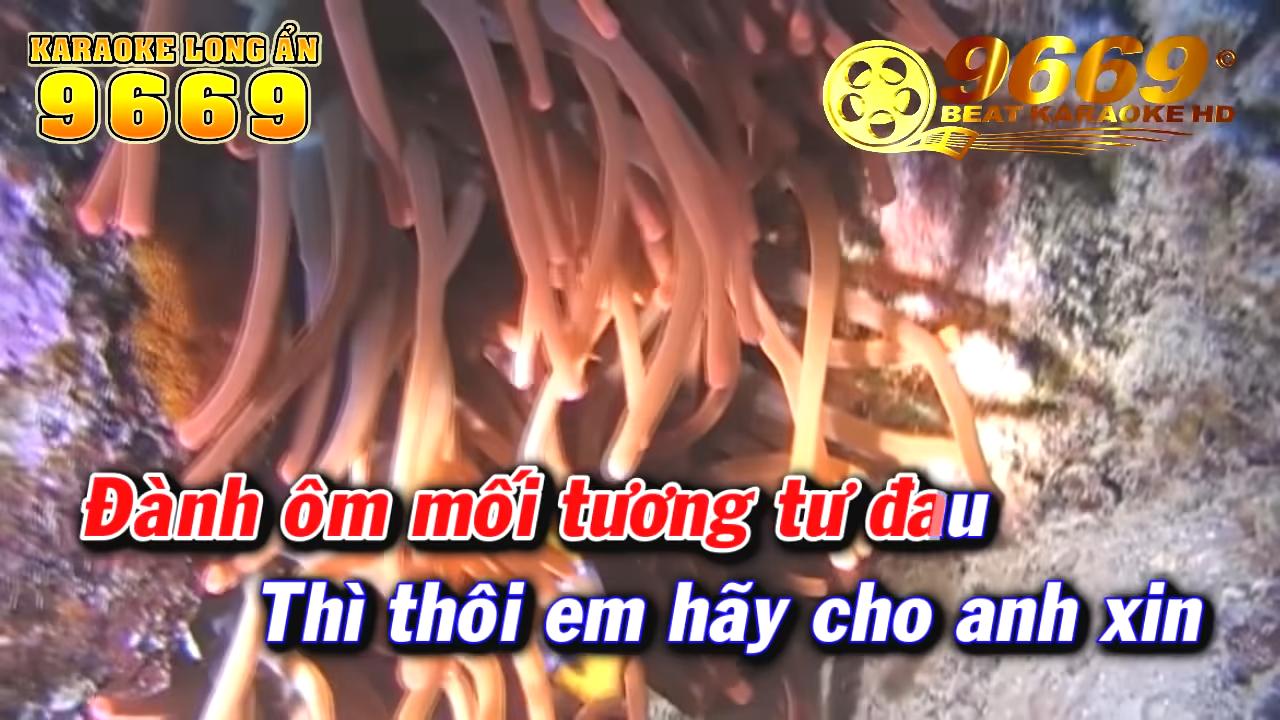 KARAOKE LONG ẨN
9669
9669 ©
BEAT KARAOKE HD
Đành ôm mối tương tư đau
Thì thôi em hãy cho anh xin